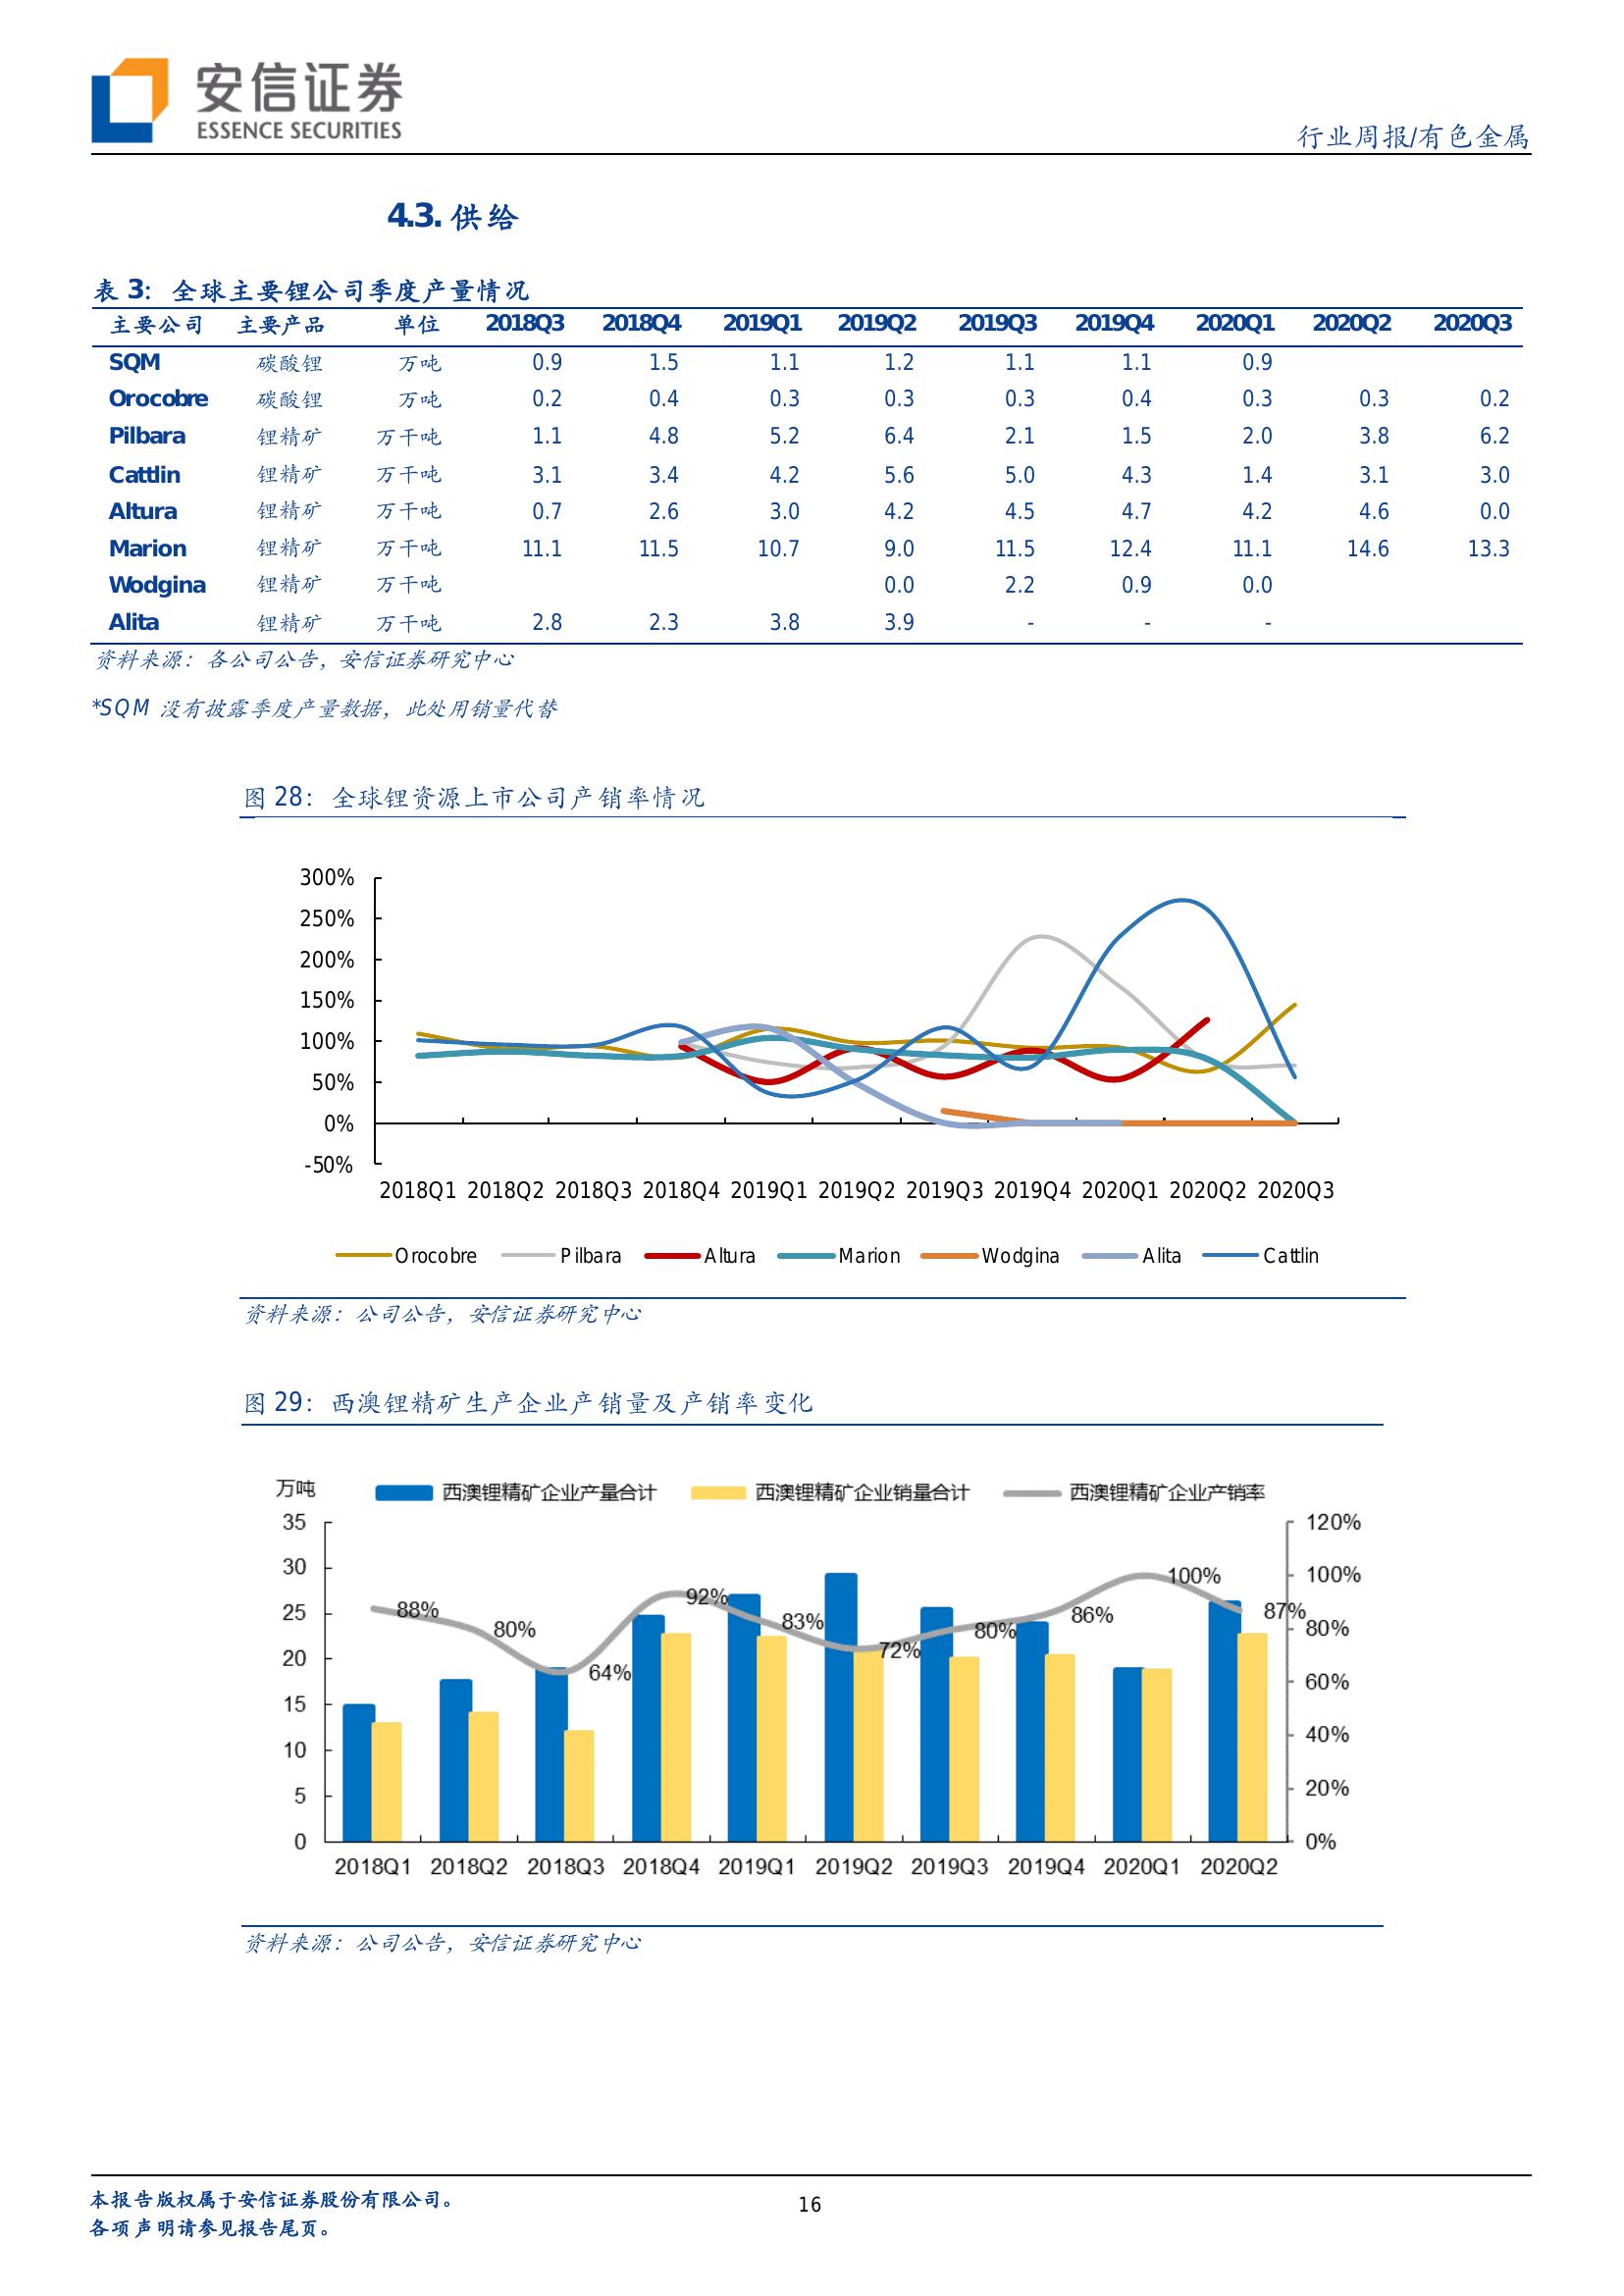 安信证券
ESSENCE SECURITIES
行业周报/有色金属
4.3. 供给
表 3：全球主要锂公司季度产量情况
主要公司 主要产品 单位 2018Q3 2018Q4 2019Q1 2019Q2 2019Q3 2019Q4 2020Q1 2020Q2 2020Q3
SQM 碳酸锂 万吨 0.9 1.5 1.1 1.2 1.1 1.1 0.9
Orocobre 碳酸锂 万吨 0.2 0.4 0.3 0.3 0.3 0.4 0.3 0.3 0.2
Pilbara 锂精矿 万干吨 1.1 4.8 5.2 6.4 2.1 1.5 2.0 3.8 6.2
Cattlin 锂精矿 万干吨 3.1 3.4 4.2 5.6 5.0 4.3 1.4 3.1 3.0
Altura 锂精矿 万干吨 0.7 2.6 3.0 4.2 4.5 4.7 4.2 4.6 0.0
Marion 锂精矿 万干吨 11.1 11.5 10.7 9.0 11.5 12.4 11.1 14.6 13.3
Wodgina 锂精矿 万干吨 0.0 2.2 0.9 0.0
Alita 锂精矿 万干吨 2.8 2.3 3.8 3.9 - - -
资料来源：各公司公告，安信证券研究中心
*SQM 没有披露季度产量数据，此处用销量代替
图 28：全球锂资源上市公司产销率情况
300%
250%
200%
150%
100%
50%
0%
-50%
2018Q1 2018Q2 2018Q3 2018Q4 2019Q1 2019Q2 2019Q3 2019Q4 2020Q1 2020Q2 2020Q3
Orocobre Pilbara Altura Marion Wodgina Alita Cattlin
资料来源：公司公告，安信证券研究中心
图 29：西澳锂精矿生产企业产销量及产销率变化
万吨 西澳锂精矿企业产量合计 西澳锂精矿企业销量合计 西澳锂精矿企业产销率
35 120%
30 100%
25 80%
20 60%
15 40%
10 20%
5 0%
0
88% 80% 64% 92% 83% 72% 80% 86% 100% 87%
2018Q1 2018Q2 2018Q3 2018Q4 2019Q1 2019Q2 2019Q3 2019Q4 2020Q1 2020Q2
资料来源：公司公告，安信证券研究中心
本报告版权属于安信证券股份有限公司。
各项声明请参见报告尾页。
16